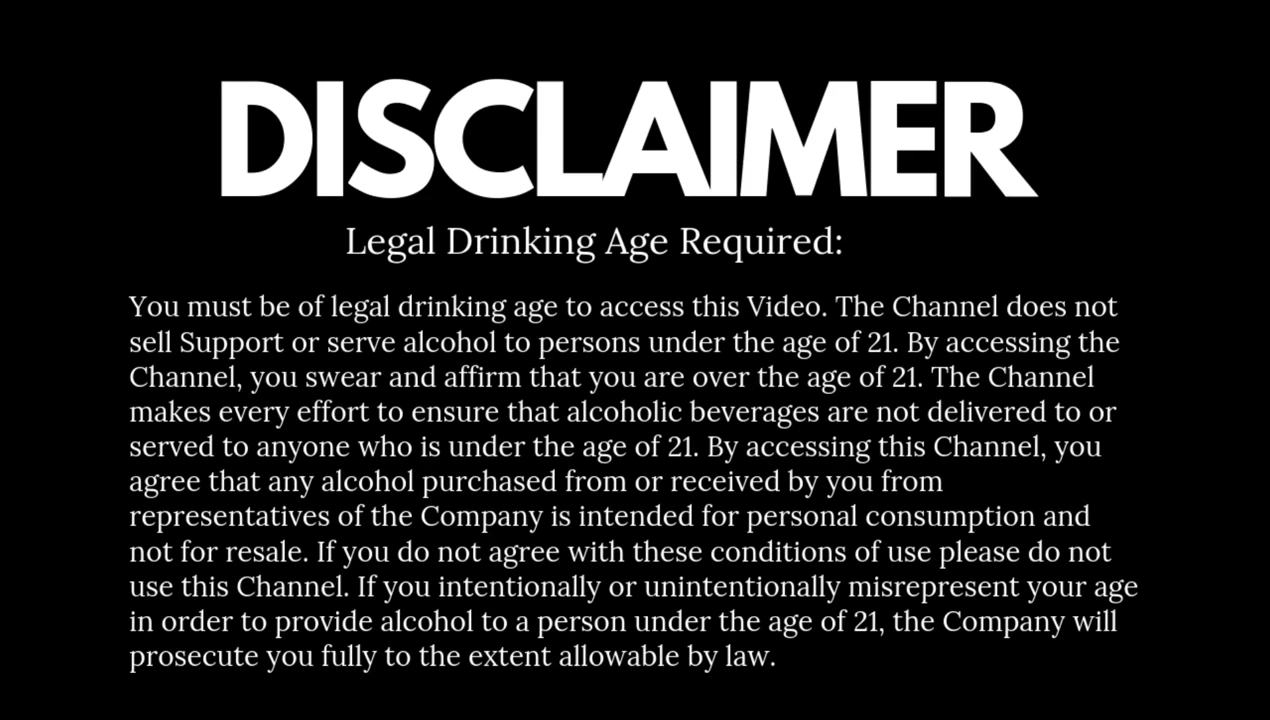 DISCLAIMER
Legal Drinking Age Required:
You must be of legal drinking age to access this Video. The Channel does not
sell Support or serve alcohol to persons under the age of 21. By accessing the
Channel, you swear and affirm that you are over the age of 21. The Channel
makes every effort to ensure that alcoholic beverages are not delivered to or
served to anyone who is under the age of 21. By accessing this Channel, you
agree that any alcohol purchased from or received by you from
representatives of the Company is intended for personal consumption and
not for resale. If you do not agree with these conditions of use please do not
use this Channel. If you intentionally or unintentionally misrepresent your age
in order to provide alcohol to a person under the age of 21, the Company will
prosecute you fully to the extent allowable by law.